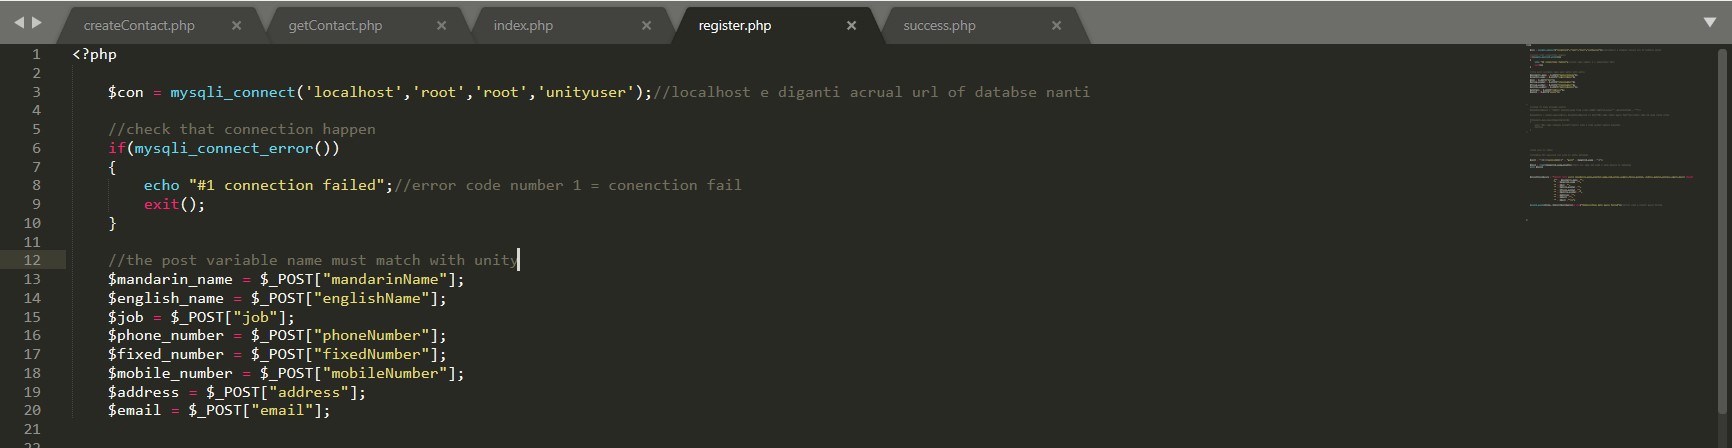 createContact.php × getContact.php × index.php × register.php × success.php ×
1 <?php
2
3 $con = mysqli_connect('localhost','root','root','unityuser');//localhost e diganti acrual url of databse nanti
4
5 //check that connection happen
6 if(mysqli_connect_error())
7 {
8 echo "#1 connection failed";//error code number 1 = conenction fail
9 exit();
10 }
11
12 //the post variable name must match with unity
13 $mandarin_name = $_POST["mandarinName"];
14 $english_name = $_POST["englishName"];
15 $job = $_POST["job"];
16 $phone_number = $_POST["phoneNumber"];
17 $fixed_number = $_POST["fixedNumber"];
18 $mobile_number = $_POST["mobileNumber"];
19 $address = $_POST["address"];
20 $email = $_POST["email"];
21
22